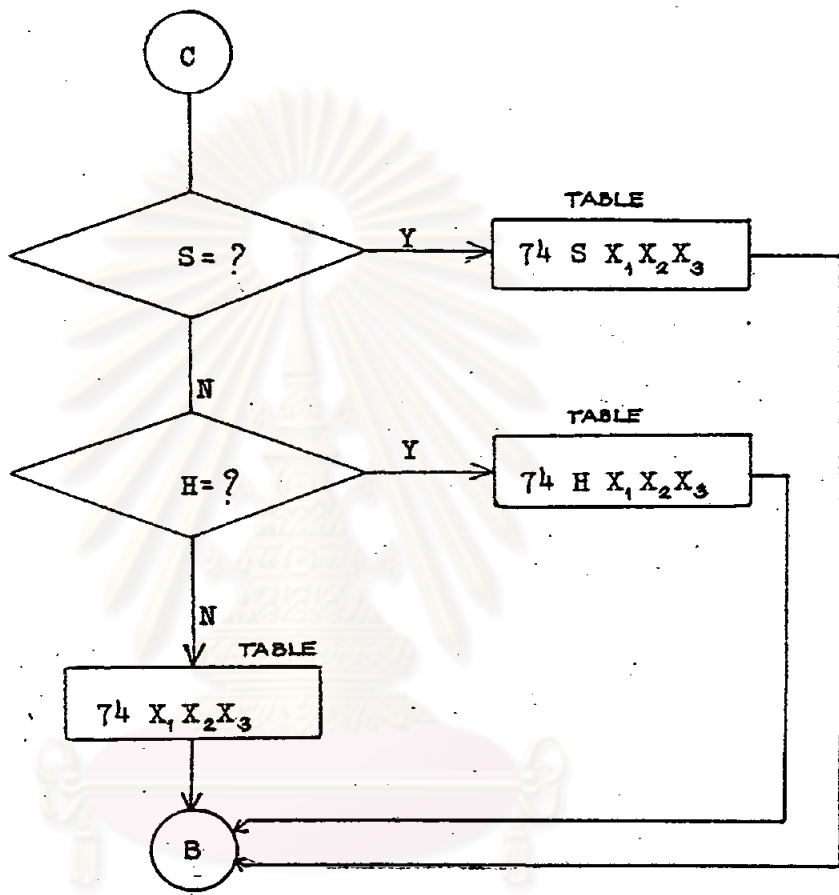 C
TABLE
S = ? Y 74 S X₁X₂X₃
N
TABLE
H = ? Y 74 H X₁X₂X₃
N
TABLE
74 X₁X₂X₃
B